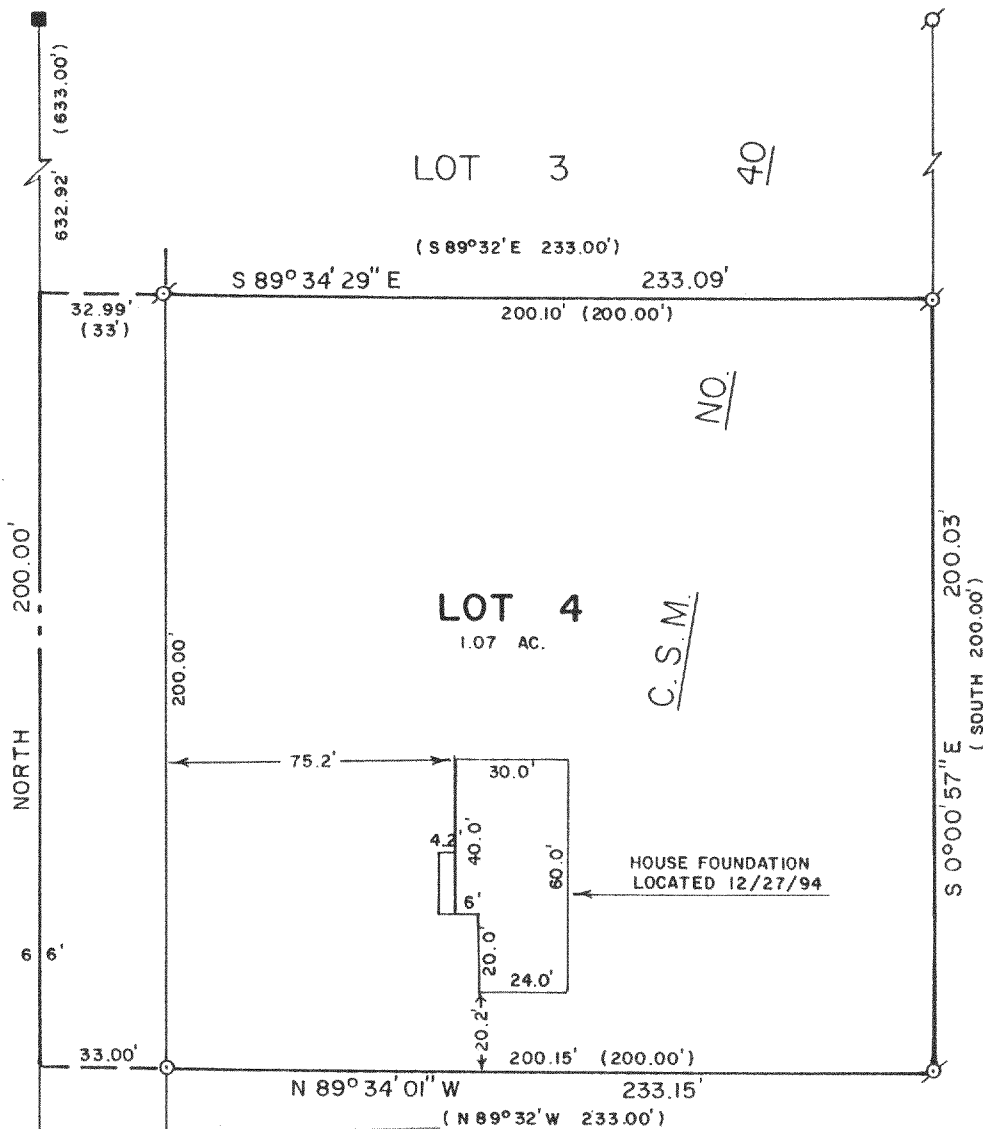 (633.00')
632.92'
LOT 3
40
(S 89°32' E 233.00')
S 89° 34' 29" E 233.09'
32.99'
(33')
200.10' (200.00')
NO.
NORTH 200.00'
200.00'
LOT 4
1.07 AC.
C. S. M.
S 0°00'57" E 200.03'
(SOUTH 200.00')
75.2'
30.0'
4.2'
40.0'
60.0'
HOUSE FOUNDATION
LOCATED 12/27/94
6'
20.0'
24.0'
66'
20.2'
33.00'
200.15' (200.00')
N 89° 34' 01" W 233.15'
(N 89°32' W 233.00')